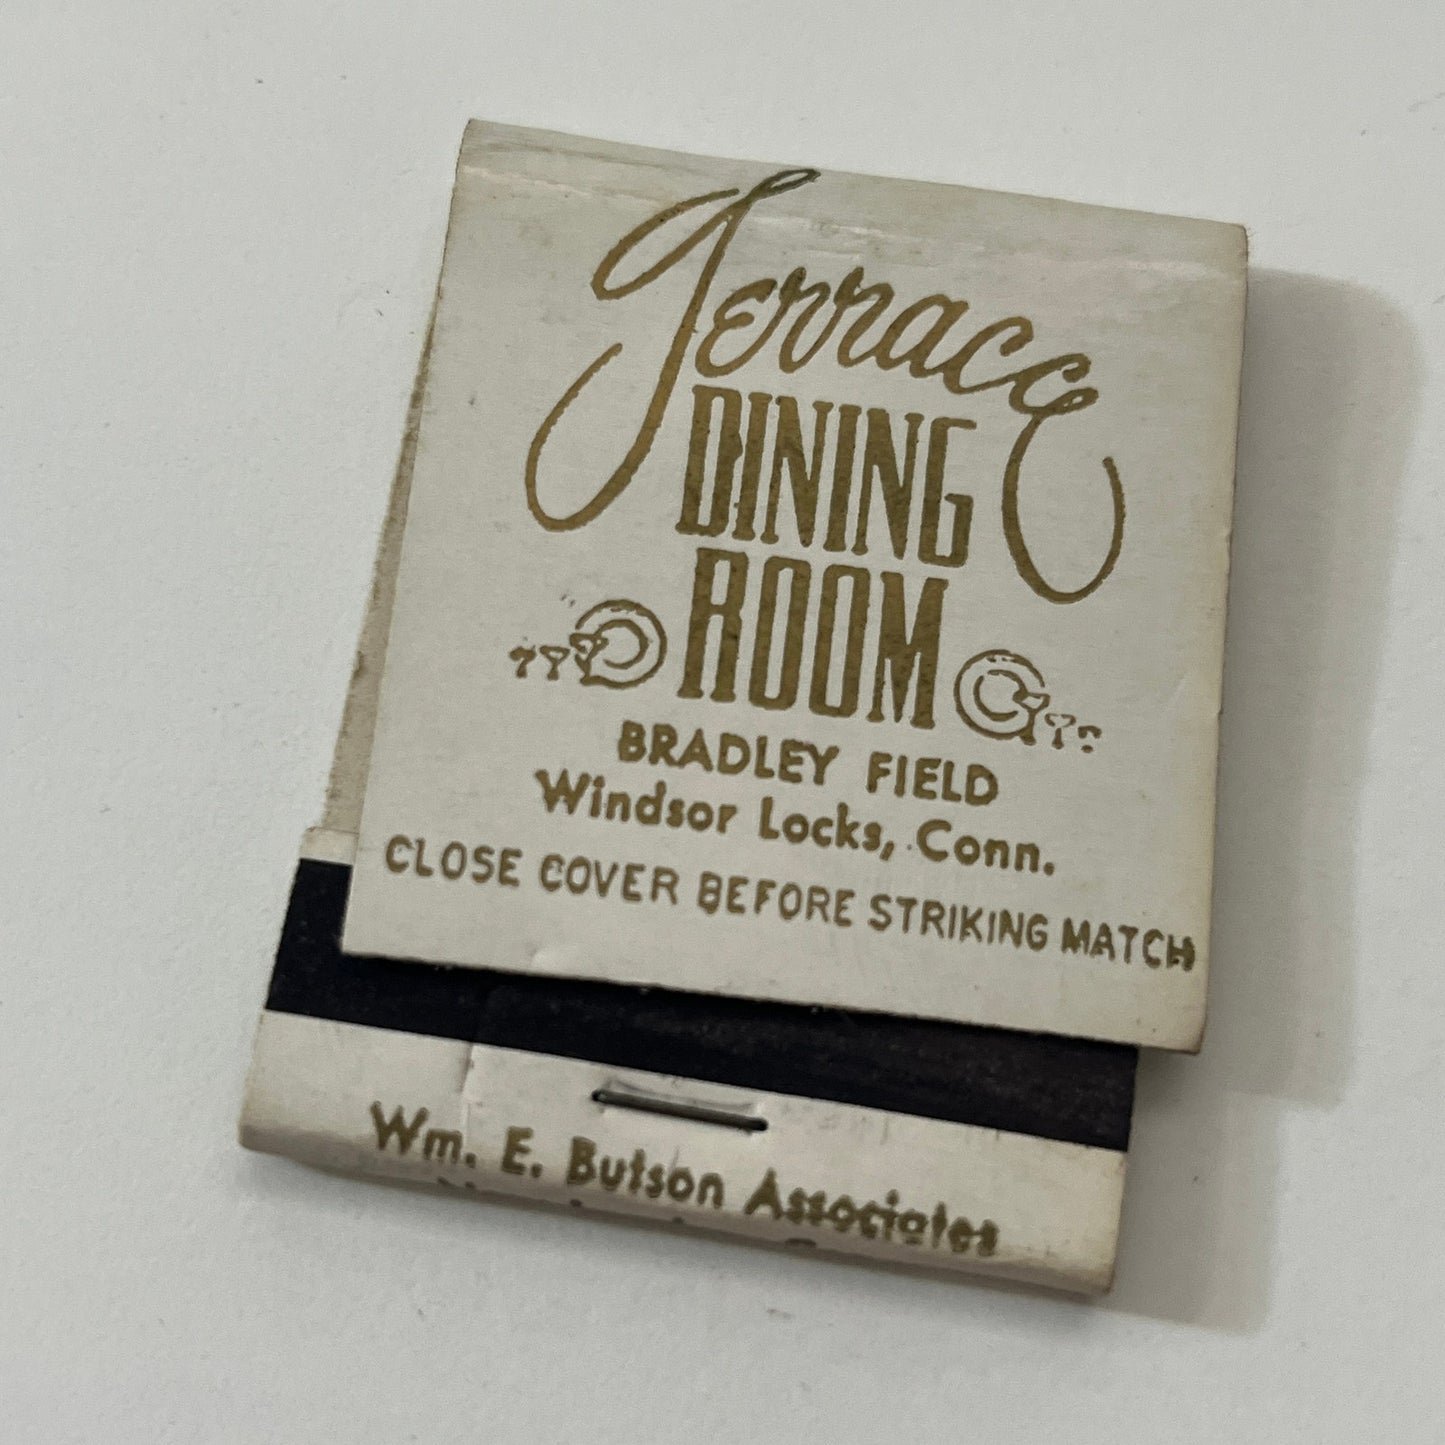 Terrace
DINING
ROOM
BRADLEY FIELD
Windsor Locks, Conn.
CLOSE COVER BEFORE STRIKING MATCH
Wm. E. Butson Associates